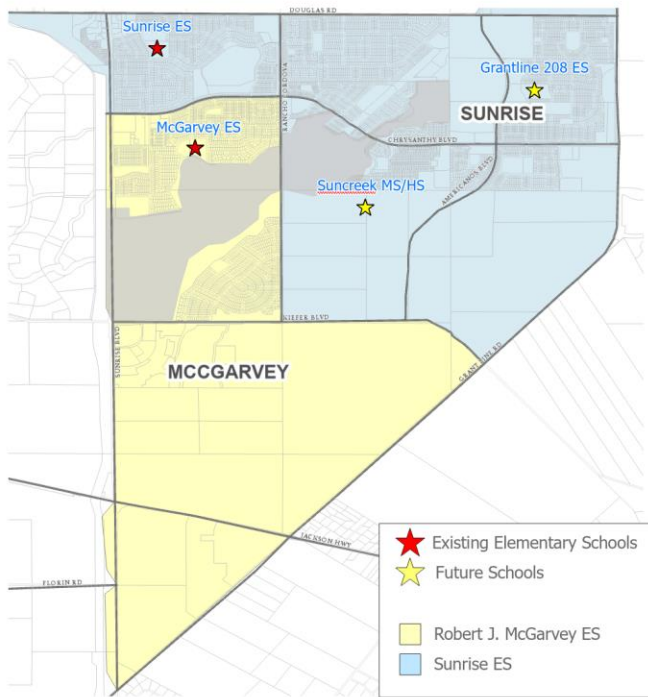 DOUGLAS RD
Sunrise ES
Grantline 208 ES
RANCHO CORDOVA
SUNRISE
McGarvey ES
CHRYSANTHY BLVD
Suncreek MS/HS
AMERICANOS BLVD
KIEFER BLVD
SUNRISE BLVD
MCCGARVEY
GRANT LINE RD
JACKSON HWY
FLORIN RD
Existing Elementary Schools
Future Schools
Robert J. McGarvey ES
Sunrise ES